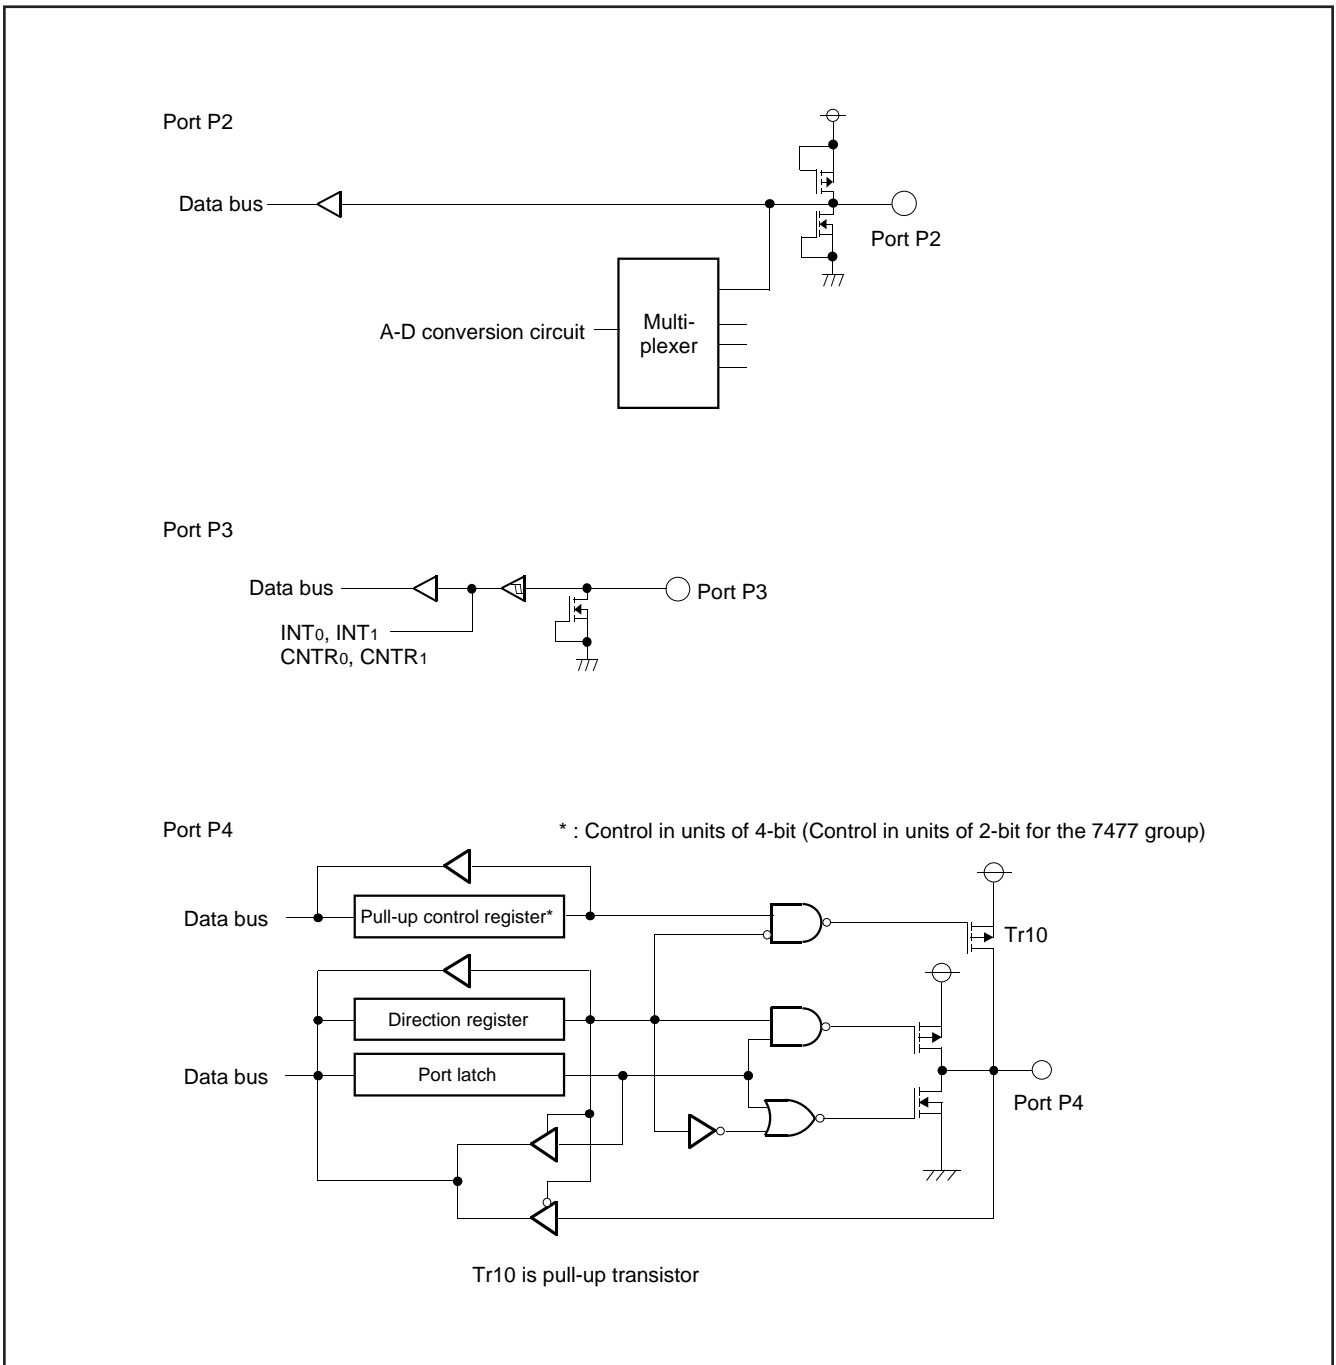 Port P2
Data bus
Port P2
Multi-
plexer
A-D conversion circuit
Port P3
Data bus
Port P3
INT0, INT1
CNTR0, CNTR1
Port P4
* : Control in units of 4-bit (Control in units of 2-bit for the 7477 group)
Data bus
Pull-up control register*
Tr10
Direction register
Data bus
Port latch
Port P4
Tr10 is pull-up transistor